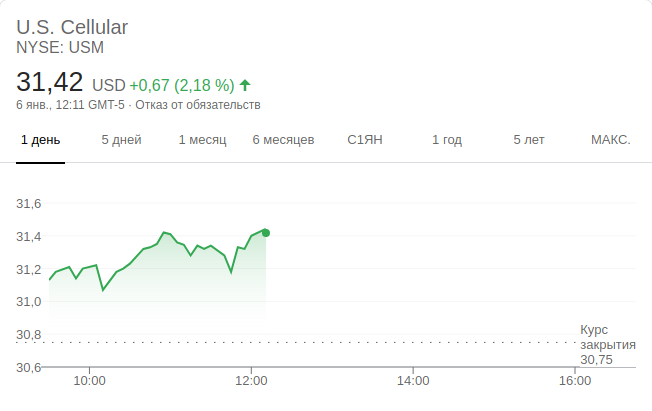 U.S. Cellular
NYSE: USM
31,42 USD +0,67 (2,18 %)
6 янв., 12:11 GMT-5 · Отказ от обязательств
1 день 5 дней 1 месяц 6 месяцев С1ЯН 1 год 5 лет МАКС.
31,6
31,4
31,2
31,0
30,8
Курс
закрытия
30,75
30,6
10:00 12:00 14:00 16:00